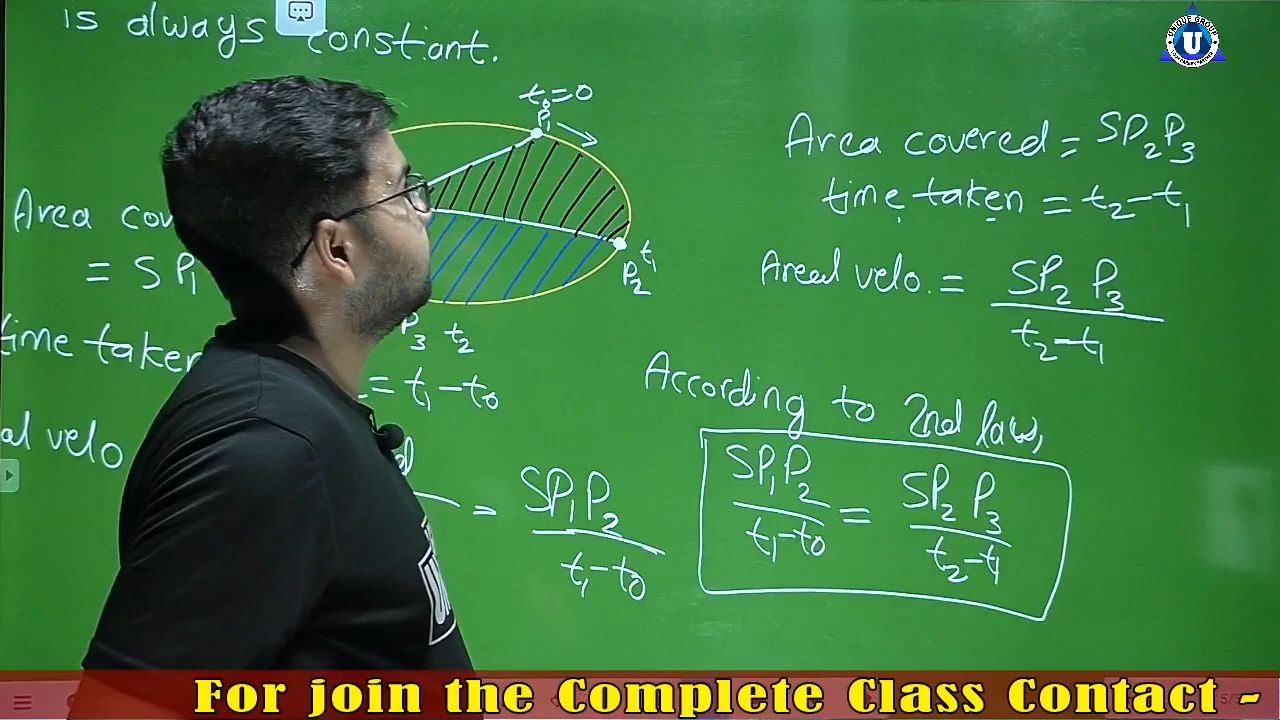 is always constant.
t₀=0
P₁
Area cov
= SP₁
t₁
P₂
P₃ t₂
time taken
= t₁-t₀
al velo
= SP₁P₂
t₁-t₀
Area covered = SP₂P₃
time taken = t₂-t₁
Areal velo. = SP₂P₃
t₂-t₁
According to 2nd law,
SP₁P₂ = SP₂P₃
t₁-t₀ t₂-t₁
UNIQUE GROUP
U
For join the Complete Class Contact -